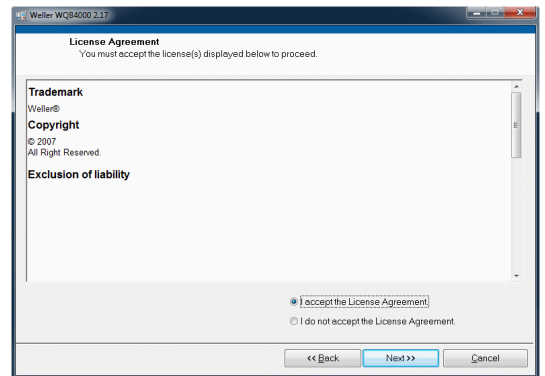 Weller WQB4000 2.17
License Agreement
You must accept the license(s) displayed below to proceed.
Trademark
Weller®
Copyright
© 2007
All Right Reserved.
Exclusion of liability
I accept the License Agreement.
I do not accept the License Agreement.
<< Back
Next >>
Cancel